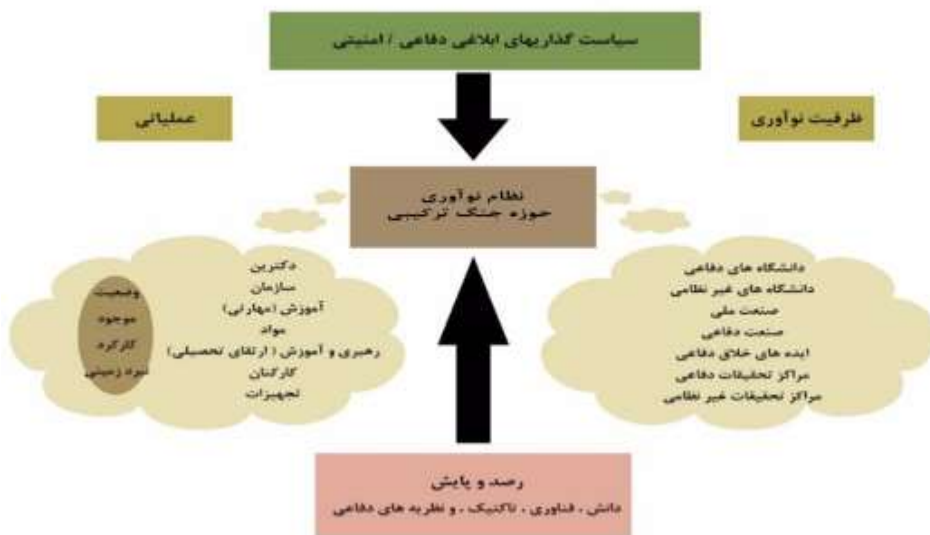 سیاست گذاریهای ابلاغی دفاعی / امنیتی
ظرفیت نوآوری
عملیاتی
نظام نوآوری
حوزه جنگ ترکیبی
دانشگاه های دفاعی
دانشگاه های غیر نظامی
صنعت ملی
صنعت دفاعی
ایده های خلاق دفاعی
مراکز تحقیقات دفاعی
مراکز تحقیقات غیر نظامی
دکترین
سازمان
آموزش (مهارتی)
مواد
رهبری و آموزش (ارتقای تحصیلی)
کارکنان
تجهیزات
وضعیت
موجود
کارکرد
نبرد زمینی
رصد و پایش
دانش ، فناوری ، تاکتیک ، و نظریه های دفاعی